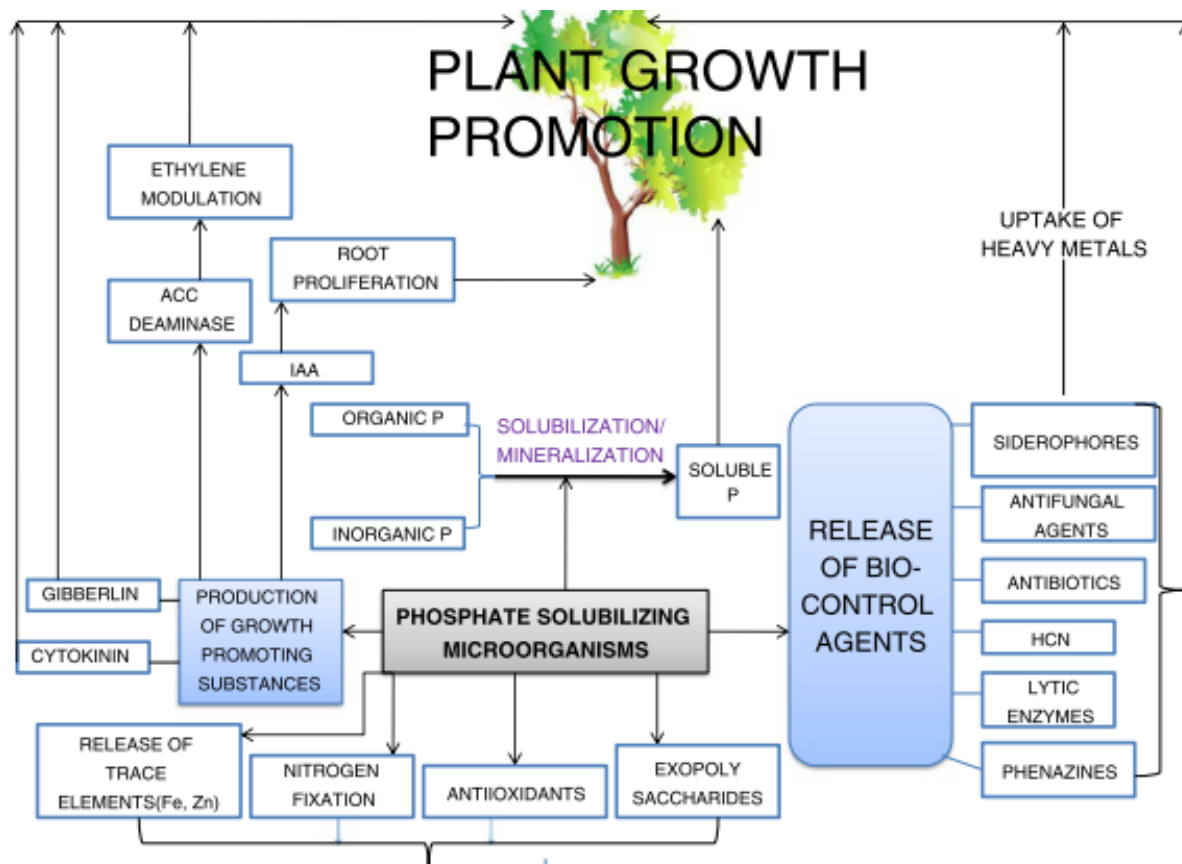 PLANT GROWTH
PROMOTION
ETHYLENE
MODULATION
ROOT
PROLIFERATION
UPTAKE OF
HEAVY METALS
ACC
DEAMINASE
IAA
ORGANIC P
SOLUBILIZATION/
MINERALIZATION
SOLUBLE
P
INORGANIC P
SIDEROPHORES
ANTIFUNGAL
AGENTS
ANTIBIOTICS
HCN
LYTIC
ENZYMES
PHENAZINES
RELEASE
OF BIO-
CONTROL
AGENTS
GIBBERLIN
CYTOKININ
PRODUCTION
OF GROWTH
PROMOTING
SUBSTANCES
PHOSPHATE SOLUBILIZING
MICROORGANISMS
RELEASE OF
TRACE
ELEMENTS(Fe, Zn)
NITROGEN
FIXATION
ANTIIOXIDANTS
EXOPOLY
SACCHARIDES